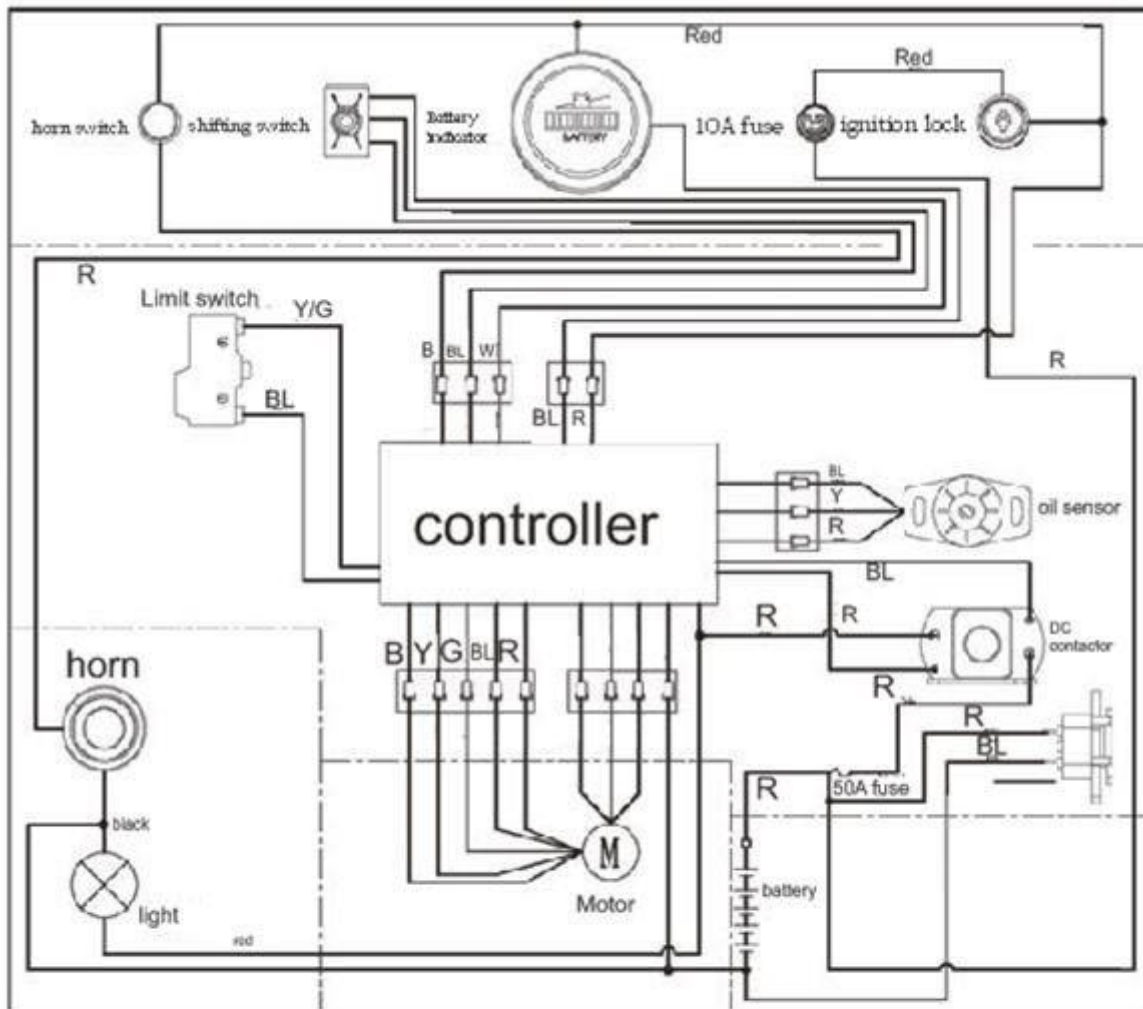 Red
Red
horn switch
shifting switch
Battery
indicator
BATTERY
10A fuse
ignition lock
R
Limit switch
Y/G
B
BL
W
R
BL
BL
R
controller
BL
Y
R
oil sensor
BL
R
R
DC
contactor
B
Y
G
BL
R
horn
R
R
BL
R
50A fuse
black
M
battery
light
Motor
red